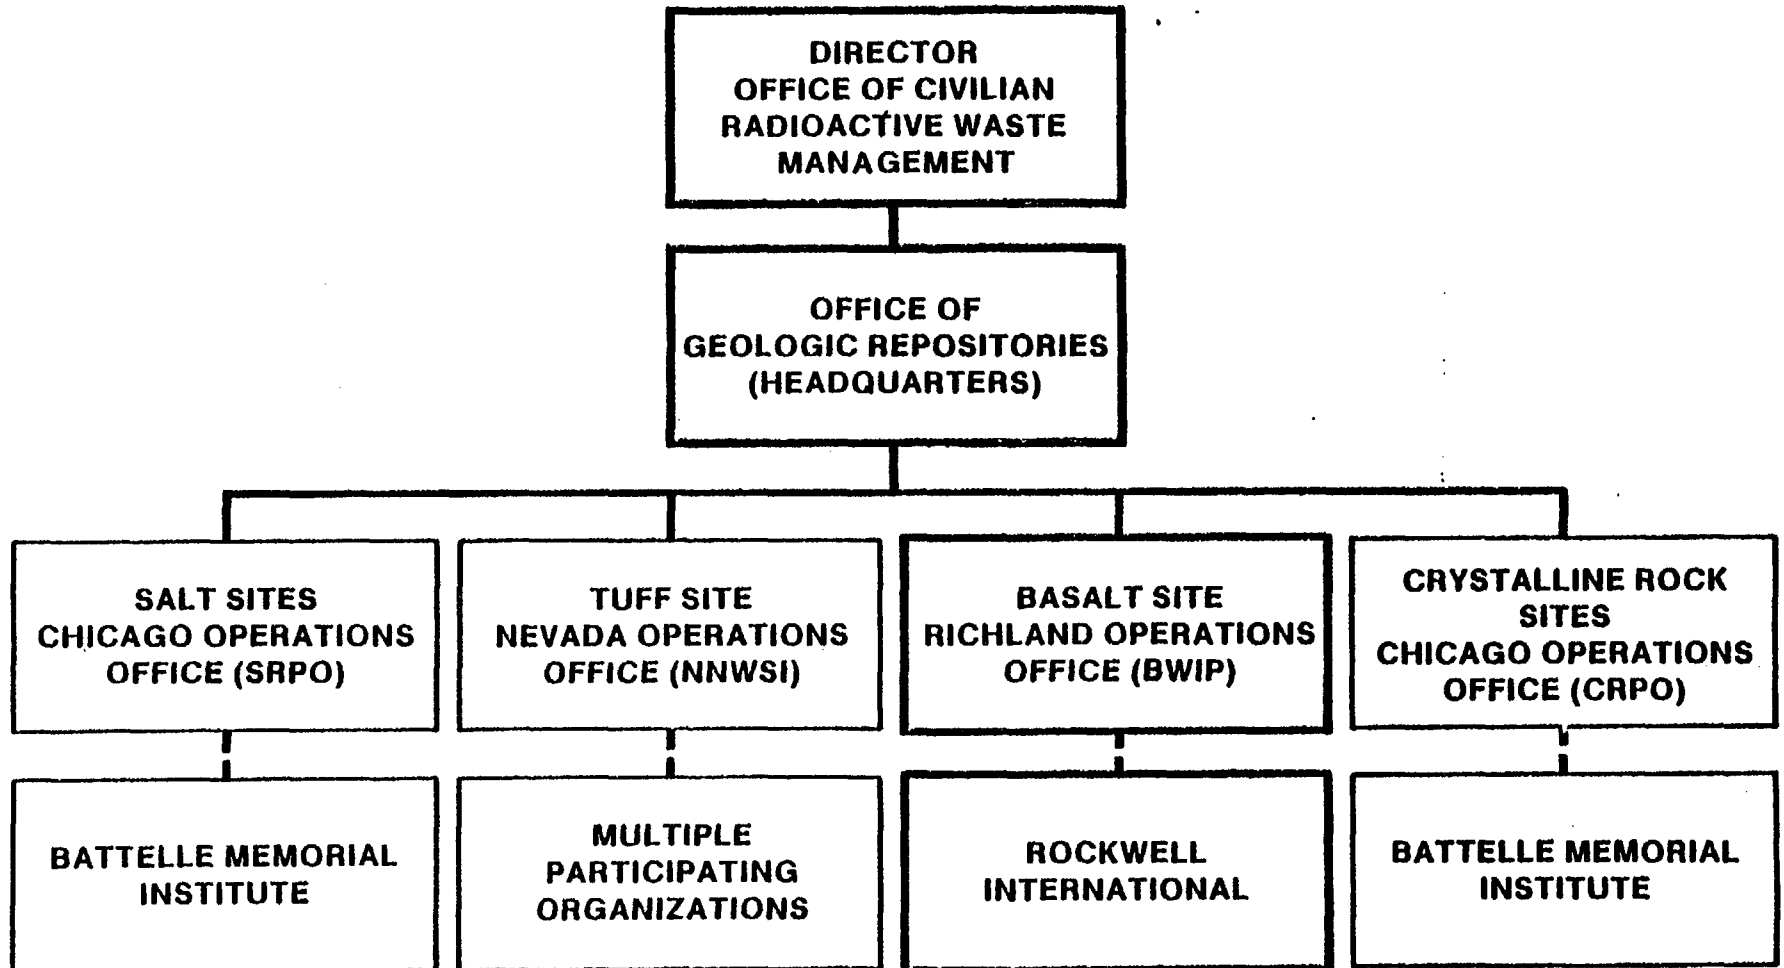 DIRECTOR
OFFICE OF CIVILIAN
RADIOACTIVE WASTE
MANAGEMENT
OFFICE OF
GEOLOGIC REPOSITORIES
(HEADQUARTERS)
SALT SITES
CHICAGO OPERATIONS
OFFICE (SRPO)
TUFF SITE
NEVADA OPERATIONS
OFFICE (NNWSI)
BASALT SITE
RICHLAND OPERATIONS
OFFICE (BWIP)
CRYSTALLINE ROCK
SITES
CHICAGO OPERATIONS
OFFICE (CRPO)
BATTELLE MEMORIAL
INSTITUTE
MULTIPLE
PARTICIPATING
ORGANIZATIONS
ROCKWELL
INTERNATIONAL
BATTELLE MEMORIAL
INSTITUTE